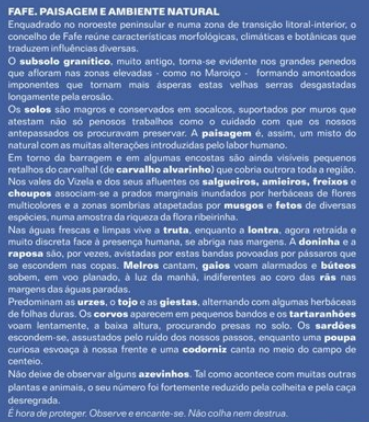 FAFE. PAISAGEM E AMBIENTE NATURAL
Enquadrado no noroeste peninsular e numa zona de transição litoral-interior, o
concelho de Fafe reúne características morfológicas, climáticas e botânicas que
traduzem influências diversas.
O subsolo granítico, muito antigo, torna-se evidente nos grandes penedos
que afloram nas zonas elevadas - como no Maroiço - formando amontoados
imponentes que tornam mais ásperas estas velhas serras desgastadas
longamente pela erosão.
Os solos são magros e conservados em socalcos, suportados por muros que
atestam não só penosos trabalhos como o cuidado com que os nossos
antepassados os procuravam preservar. A paisagem é, assim, um misto do
natural com as muitas alterações introduzidas pelo labor humano.
Em torno da barragem e em algumas encostas são ainda visíveis pequenos
retalhos do carvalhal (de carvalho alvarinho) que cobria outrora toda a região.
Nos vales do Vizela e dos seus afluentes os salgueiros, amieiros, freixos e
choupos associam-se a prados marginais inundados por herbáceas de flores
multicolores e a zonas sombrias atapetadas por musgos e fetos de diversas
espécies, numa amostra da riqueza da flora ribeirinha.
Nas águas frescas e limpas vive a truta, enquanto a lontra, agora retraída e
muito discreta face à presença humana, se abriga nas margens. A doninha e a
raposa são, por vezes, avistadas por estas bandas povoadas por pássaros que
se escondem nas copas. Melros cantam, gaios voam alarmados e búteos
sobem, em voo planado, à luz da manhã, indiferentes ao coro das rãs nas
margens das águas paradas.
Predominam as urzes, o tojo e as giestas, alternando com algumas herbáceas
de folhas duras. Os corvos aparecem em pequenos bandos e os tartaranhões
voam lentamente, a baixa altura, procurando presas no solo. Os sardões
escondem-se, assustados pelo ruído dos nossos passos, enquanto uma poupa
curiosa esvoaça à nossa frente e uma codorniz canta no meio do campo de
centeio.
Não deixe de observar alguns azevinhos. Tal como acontece com muitas outras
plantas e animais, o seu número foi fortemente reduzido pela colheita e pela caça
desregrada.
É hora de proteger. Observe e encante-se. Não colha nem destrua.